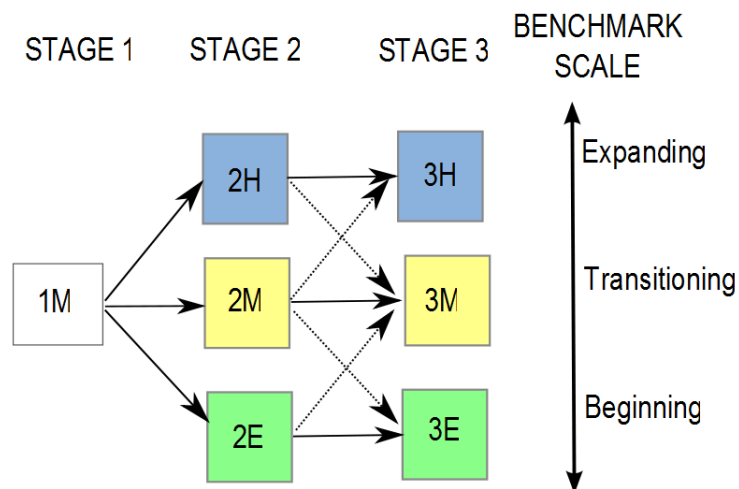 STAGE 1
STAGE 2
STAGE 3
BENCHMARK
SCALE
Expanding
2H
3H
1M
2M
3M
Transitioning
Beginning
2E
3E